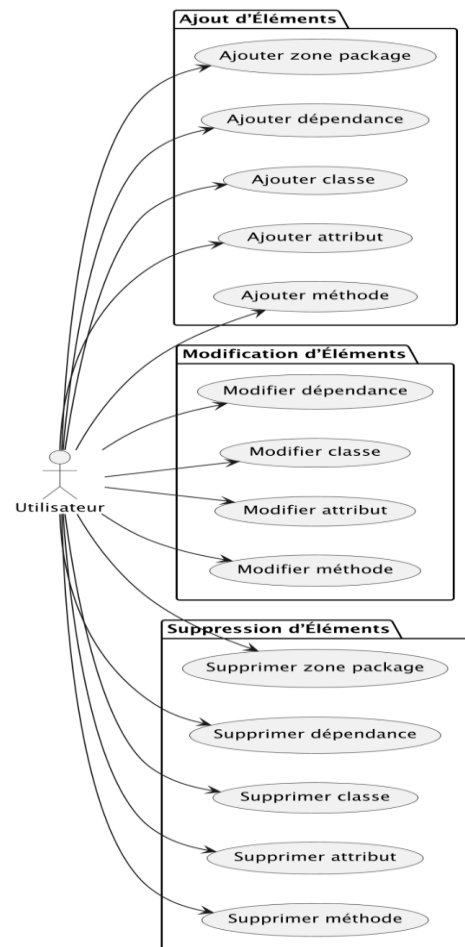 Ajout d’Éléments
Ajouter zone package
Ajouter dépendance
Ajouter classe
Ajouter attribut
Ajouter méthode
Modification d’Éléments
Modifier dépendance
Modifier classe
Modifier attribut
Modifier méthode
Utilisateur
Suppression d’Éléments
Supprimer zone package
Supprimer dépendance
Supprimer classe
Supprimer attribut
Supprimer méthode